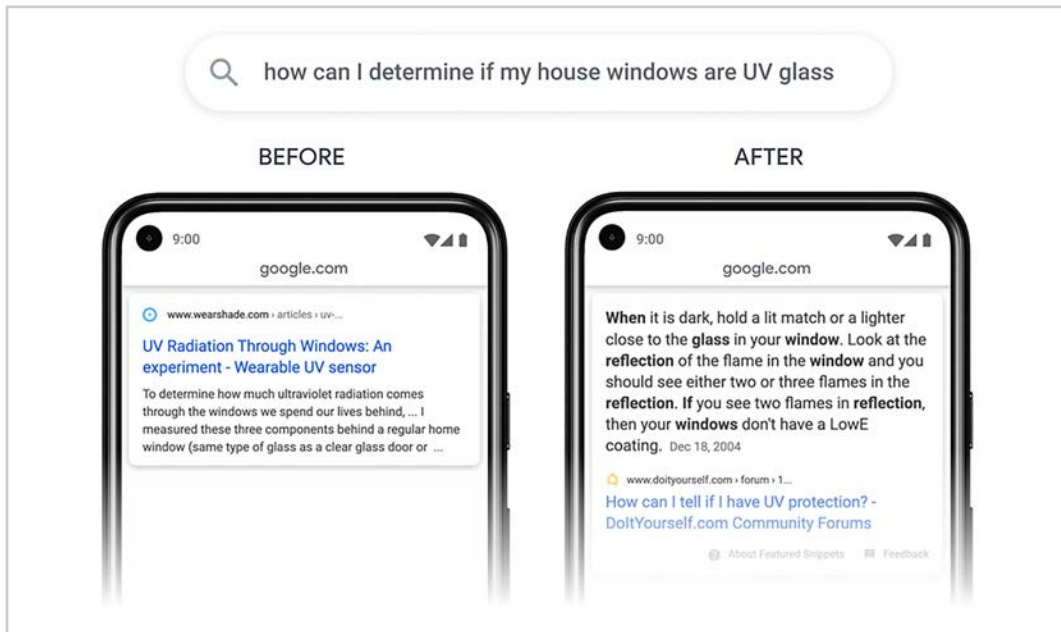 how can I determine if my house windows are UV glass
BEFORE
AFTER
9:00
google.com
www.wearshade.com › articles › uv-...
UV Radiation Through Windows: An
experiment - Wearable UV sensor
To determine how much ultraviolet radiation comes
through the windows we spend our lives behind, ... I
measured these three components behind a regular home
window (same type of glass as a clear glass door or ...
9:00
google.com
When it is dark, hold a lit match or a lighter
close to the glass in your window. Look at the
reflection of the flame in the window and you
should see either two or three flames in the
reflection. If you see two flames in reflection,
then your windows don't have a LowE
coating. Dec 18, 2004
www.doityourself.com › forum › 1...
How can I tell if I have UV protection? -
DoItYourself.com Community Forums
About Featured Snippets Feedback